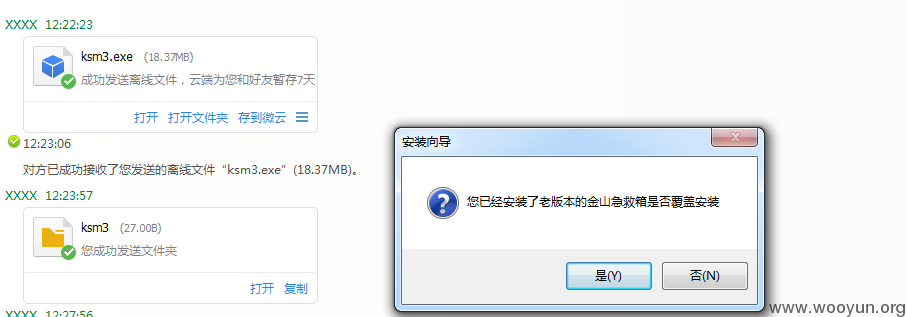 XXXX 12:22:23
ksm3.exe (18.37MB)
成功发送离线文件，云端为您和好友暂存7天
打开 打开文件夹 存到微云
12:23:06
对方已成功接收了您发送的离线文件“ksm3.exe”(18.37MB)。
XXXX 12:23:57
ksm3 (27.00B)
您成功发送文件夹
打开 复制
XXXX 12:27:56
安装向导
您已经安装了老版本的金山急救箱是否覆盖安装
是(Y) 否(N)
www.wooyun.org